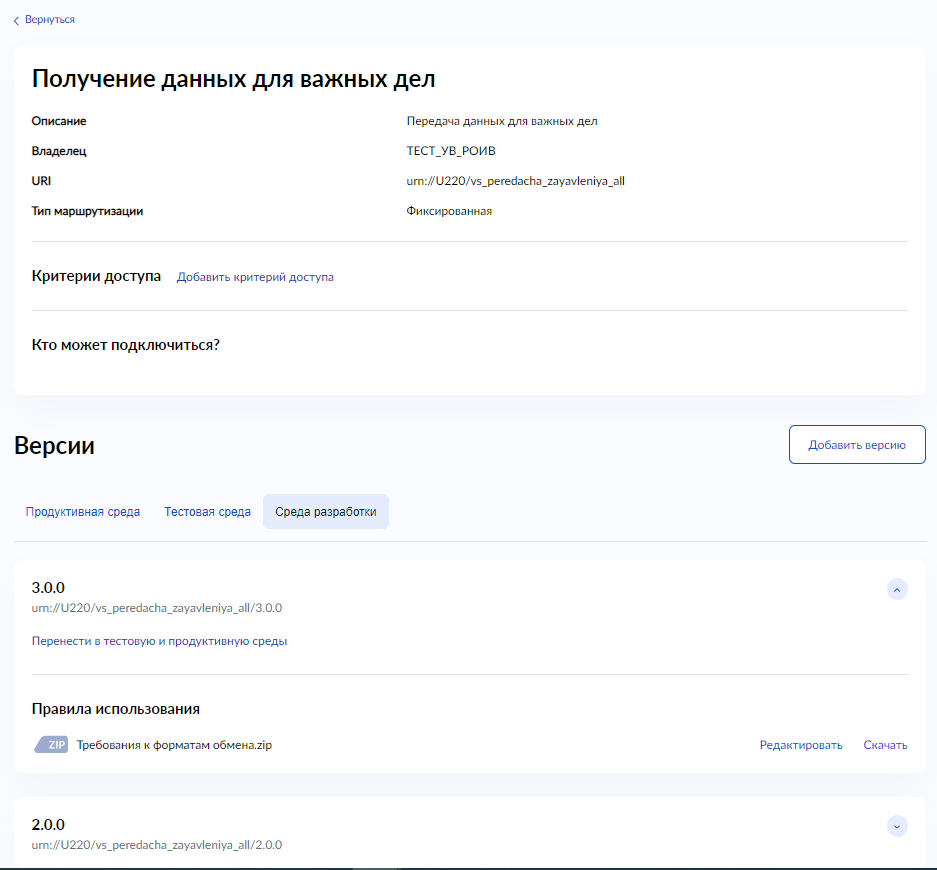 Вернуться
Получение данных для важных дел
Описание Передача данных для важных дел
Владелец ТЕСТ_УВ_РОИВ
URI urn://U220/vs_peredacha_zayavleniya_all
Тип маршрутизации Фиксированная
Критерии доступа Добавить критерий доступа
Кто может подключиться?
Версии Добавить версию
Продуктивная среда Тестовая среда Среда разработки
3.0.0
urn://U220/vs_peredacha_zayavleniya_all/3.0.0
Перенести в тестовую и продуктивную среды
Правила использования
ZIP Требования к форматам обмена.zip Редактировать Скачать
2.0.0
urn://U220/vs_peredacha_zayavleniya_all/2.0.0